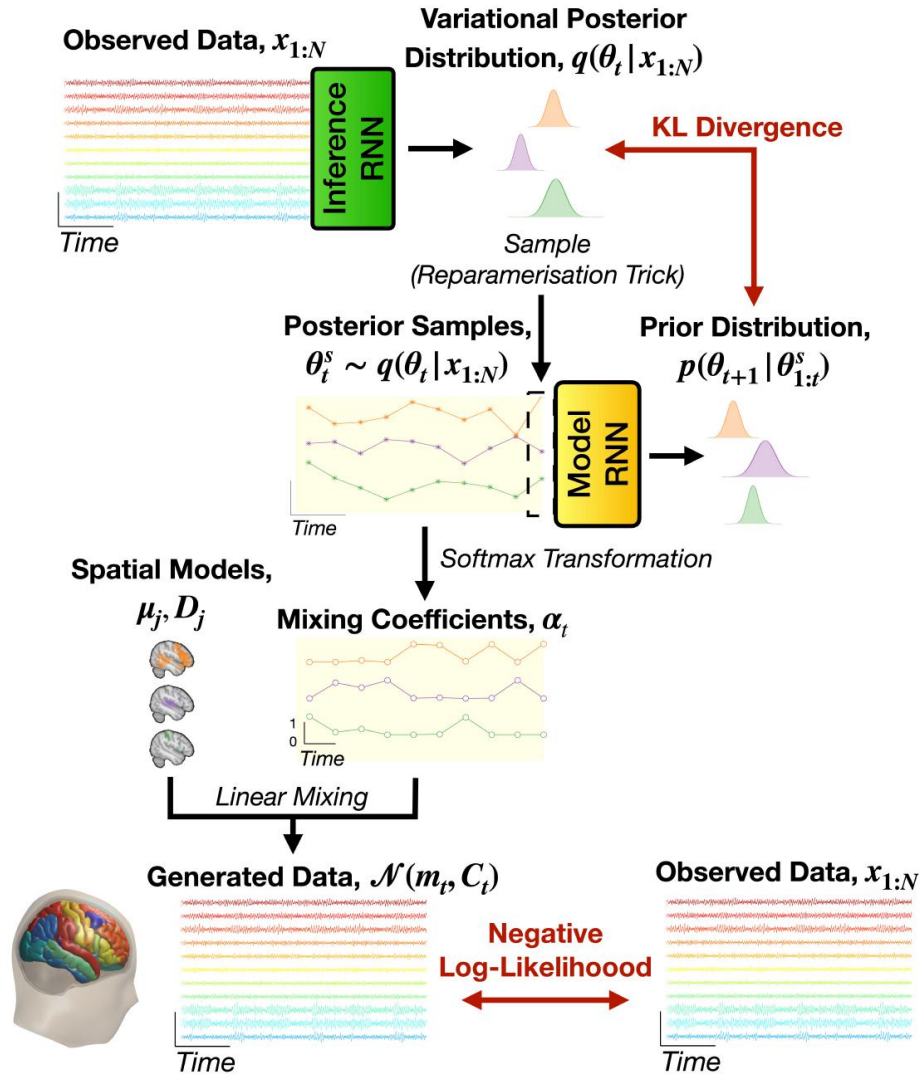 Observed Data, x₁:N
Variational Posterior
Distribution, q(θₜ | x₁:N)
Inference
RNN
KL Divergence
Time
Sample
(Reparamerisation Trick)
Posterior Samples,
θₜˢ ∼ q(θₜ | x₁:N)
Prior Distribution,
p(θₜ₊₁ | θˢ₁:ₜ)
Model
RNN
Time
Softmax Transformation
Spatial Models,
μⱼ, Dⱼ
Mixing Coefficients, αₜ
1
0
Time
Linear Mixing
Generated Data, 𝒩(mₜ, Cₜ)
Observed Data, x₁:N
Negative
Log-Likelihoood
Time
Time